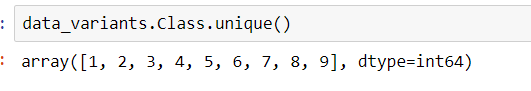 : data_variants.Class.unique()
: array([1, 2, 3, 4, 5, 6, 7, 8, 9], dtype=int64)